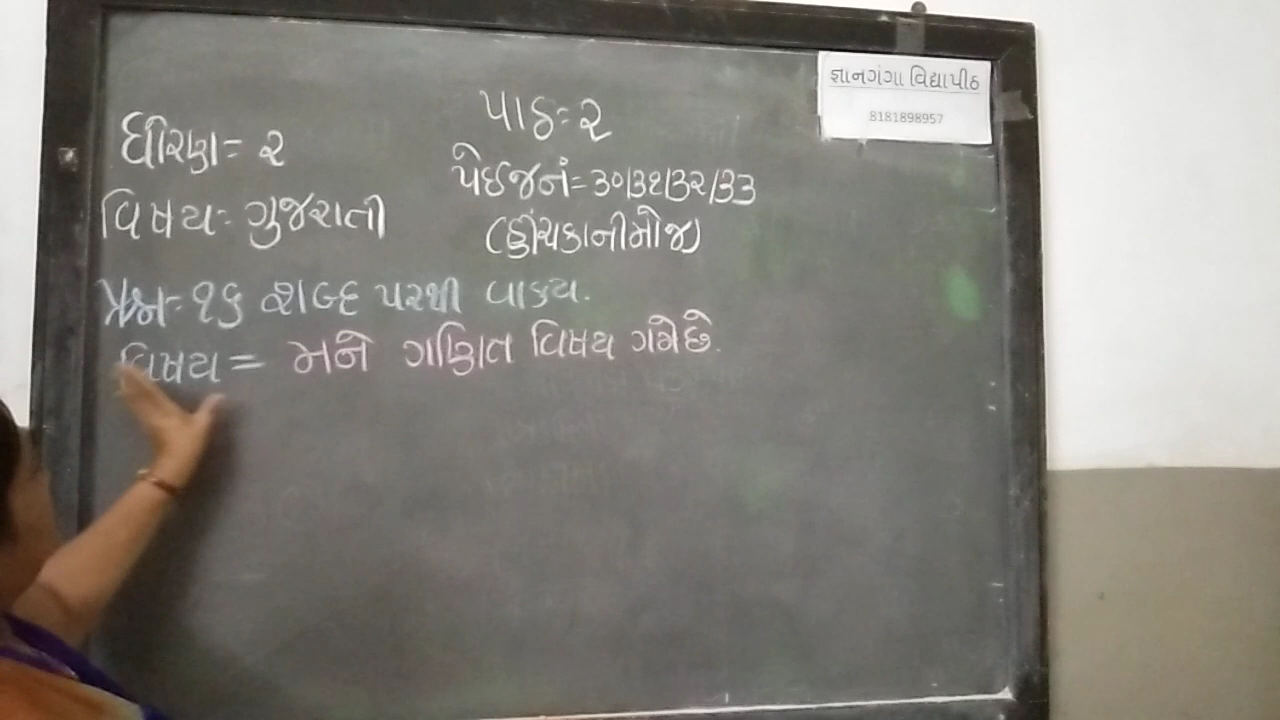 જ્ઞાનગંગા વિદ્યાપીઠ
8181898957
પાઠ=૨
ધોરણ=૨
પેઈજનં=૩૦/૩૧/૩૨/૩૩
વિષય=ગુજરાતી
(હીંચકાનીમોજ)
પ્રશ્ન-૧૬ શબ્દ પરથી વાક્ય.
વિષય = મને ગણિત વિષય ગમેછે.